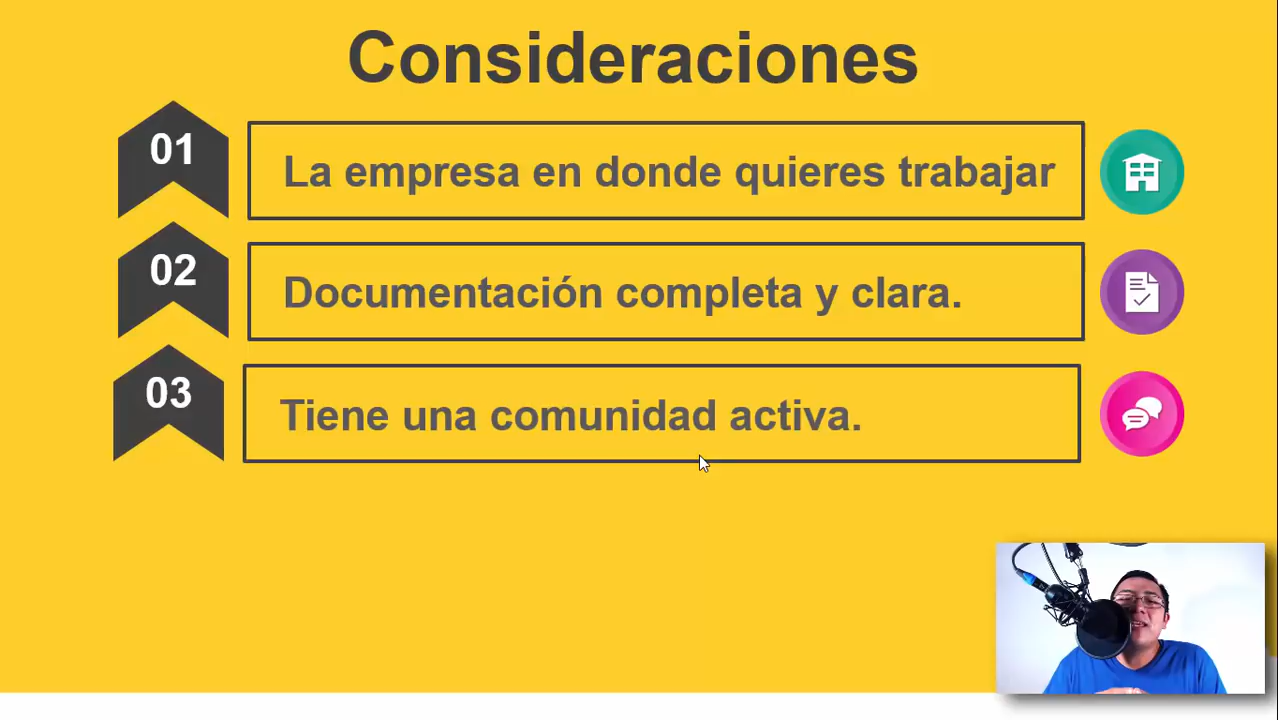 Consideraciones
01
La empresa en donde quieres trabajar
02
Documentación completa y clara.
03
Tiene una comunidad activa.